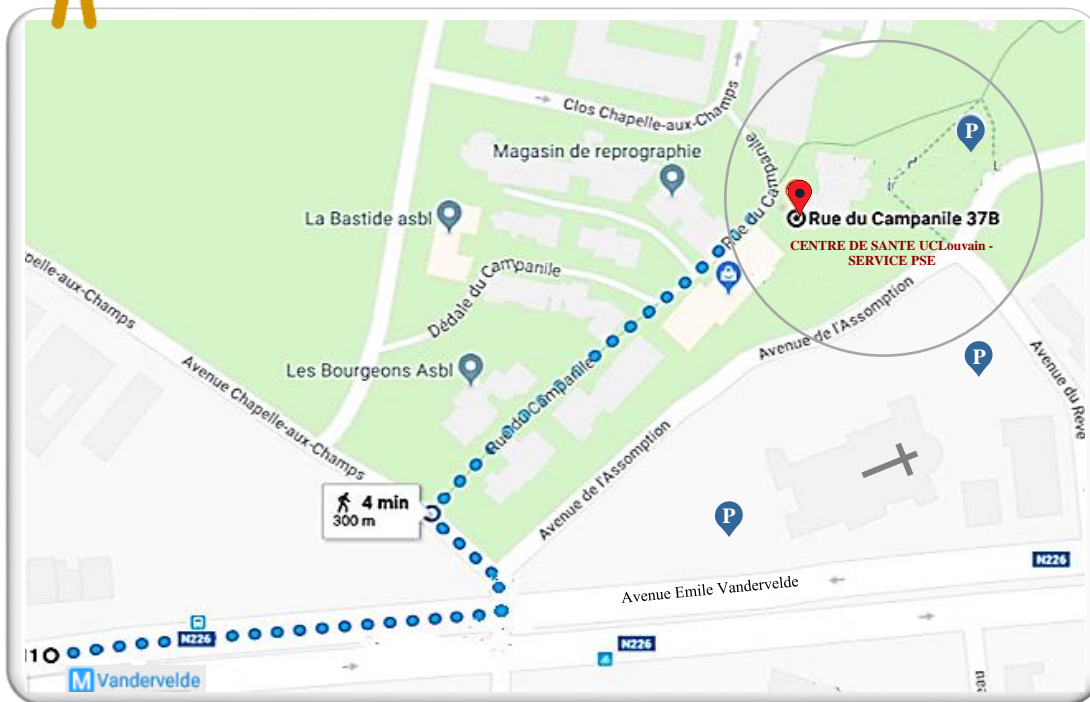 Clos Chapelle-aux-Champs
Magasin de reprographie
Rue du Campanile
P
La Bastide asbl
Rue du Campanile
Rue du Campanile 37B
CENTRE DE SANTE UCLouvain -
SERVICE PSE
pelle-aux-Champs
Dédale du Campanile
Avenue de l'Assomption
Les Bourgeons Asbl
P
Avenue du Rêve
Avenue Chapelle-aux-Champs
Rue du Campanile
Avenue de l'Assomption
4 min
300 m
P
N226
Avenue Emile Vandervelde
N226
N226
M Vandervelde